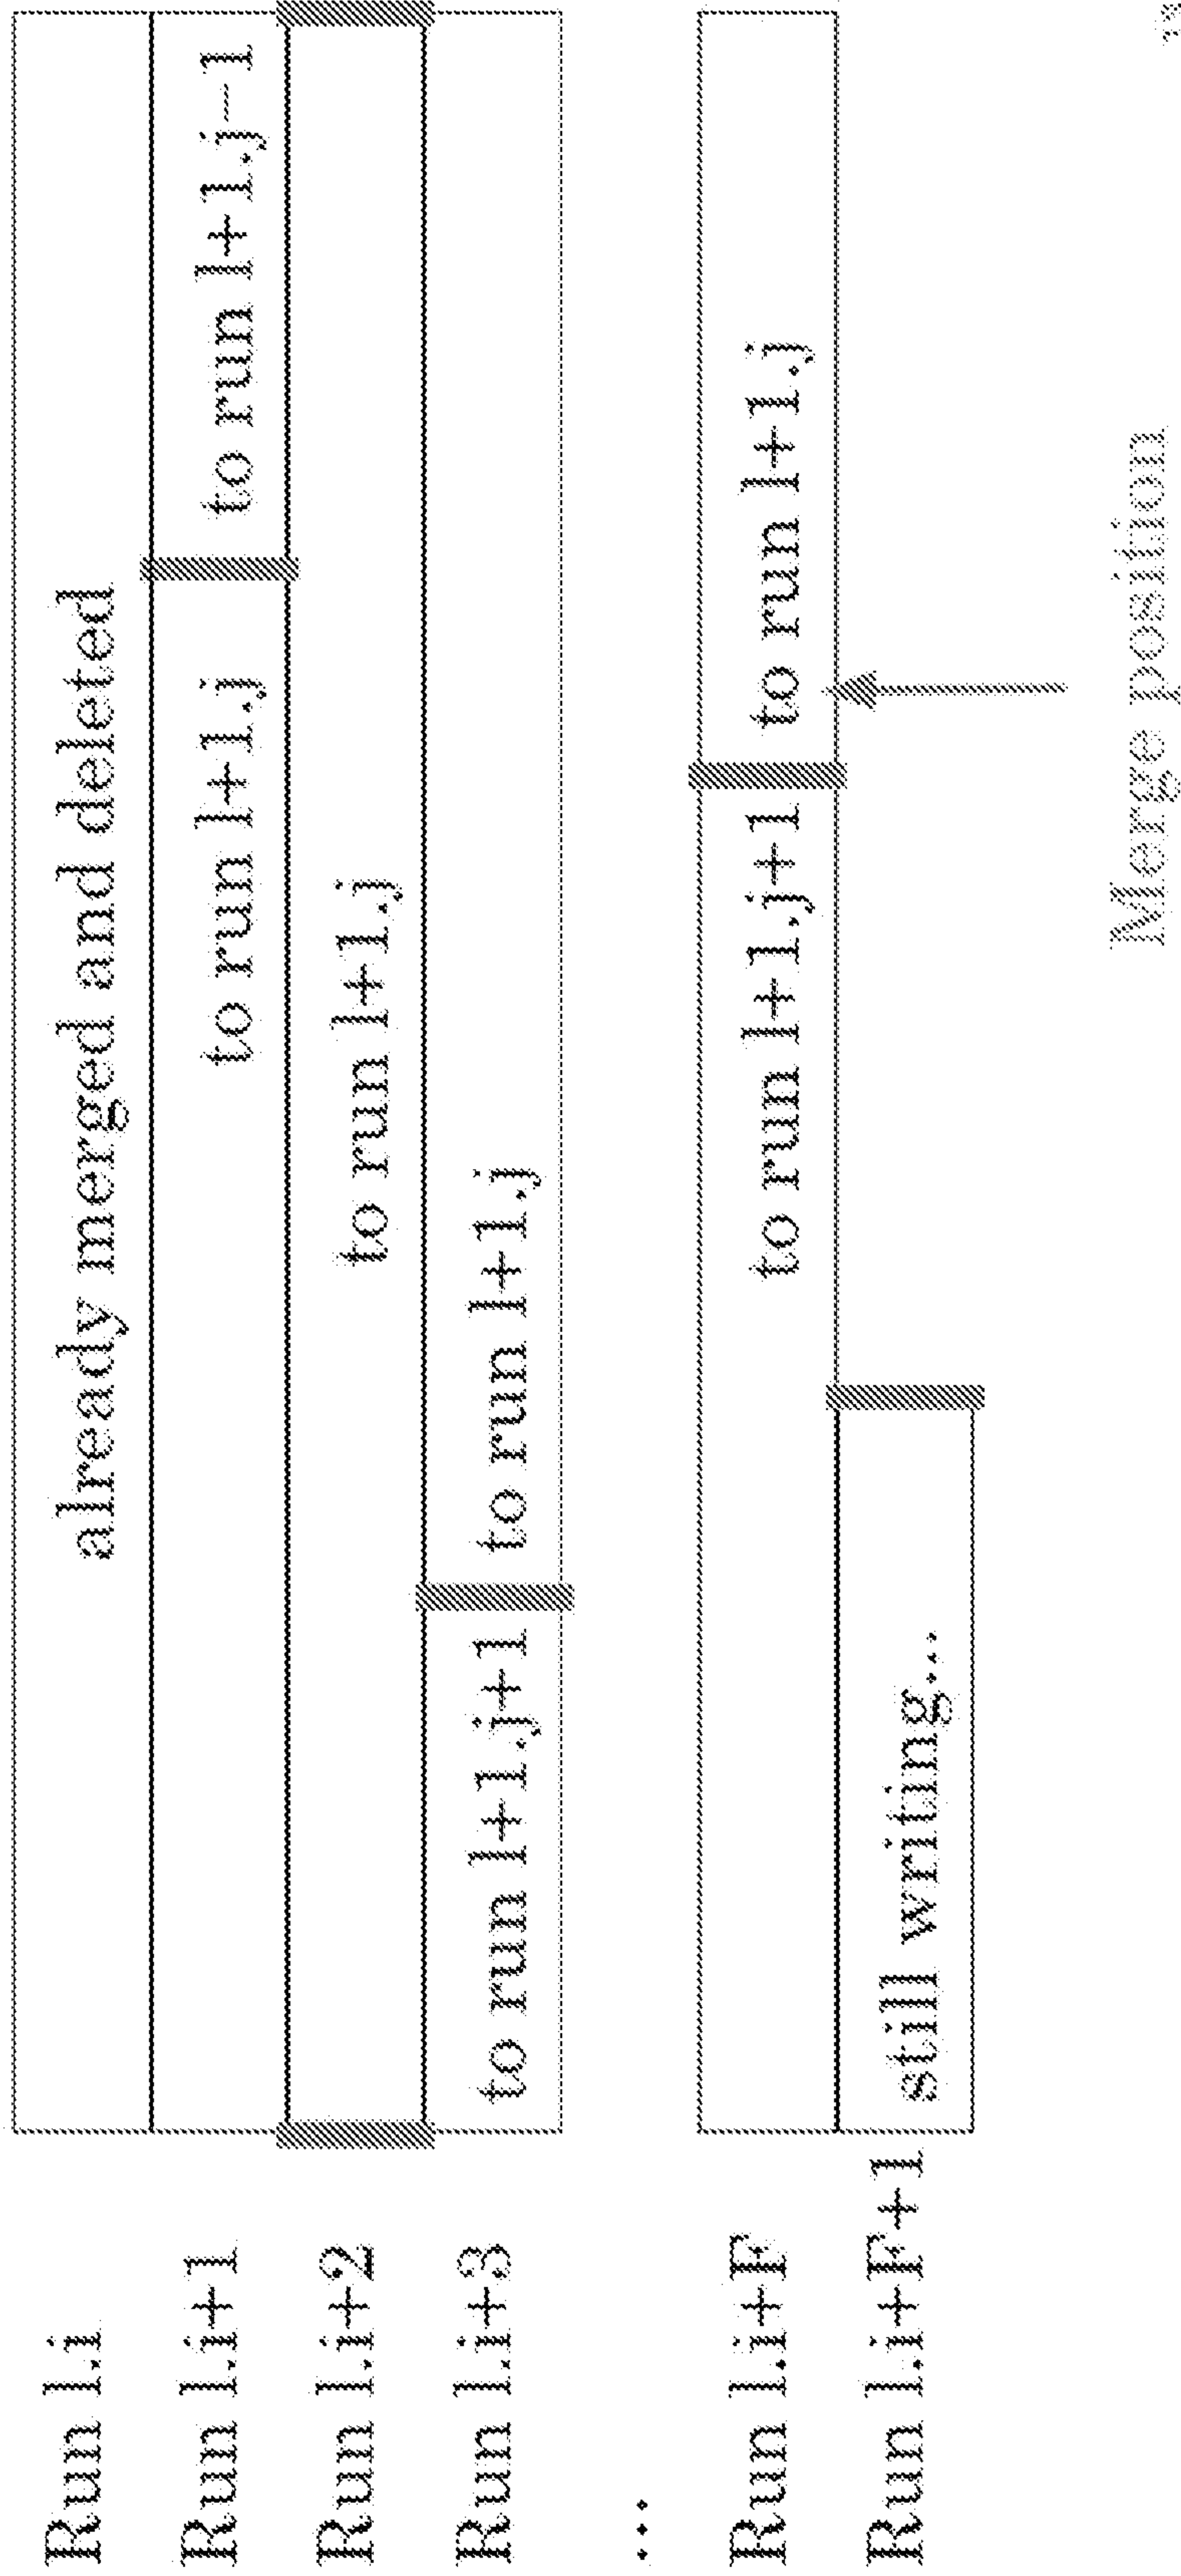 Run l.i already merged and deleted
Run l.i+1 to run l+1.j to run l+1.j–1
Run l.i+2 to run l+1.j
Run l.i+3 to run l+1.j+1 to run l+1.j
...
Run l.i+F to run l+1.j+1 to run l+1.j
Run l.i+F+1 still writing...
Merge position